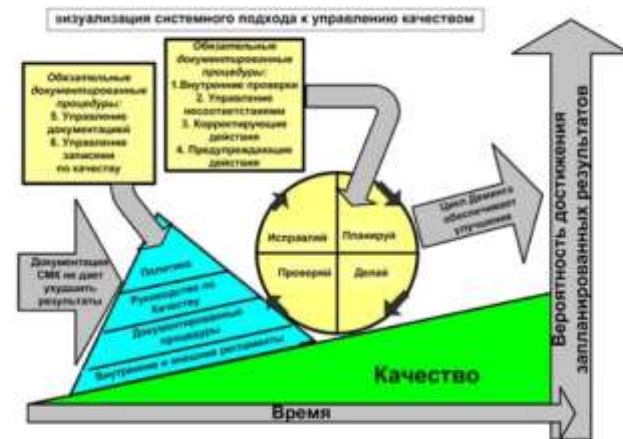 визуализация системного подхода к управлению качеством
Обязательные
документированные
процедуры:
5. Управление
документацией
6. Управление
записями
по качеству
Обязательные
документированные
процедуры:
1.Внутренние проверки
2. Управление
несоответствиями
3. Корректирующие
действия
4. Предупреждающие
действия
Исправляй
Планируй
Проверяй
Делай
Цикл Деминга
обеспечивает
улучшение
Документация
СМК не дает
ухудшить
результаты
Политика
Руководство по
Качеству
Документированные
процедуры
Внутренние и внешние регламенты
Качество
Время
Вероятность достижения
запланированных результатов